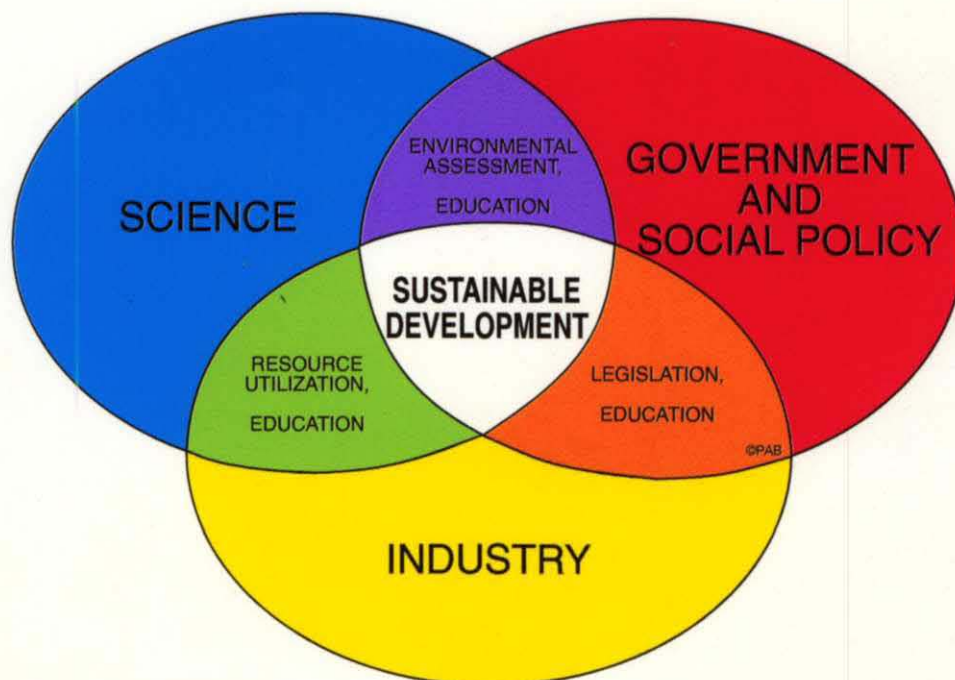 ENVIRONMENTAL
ASSESSMENT,
EDUCATION
SCIENCE
GOVERNMENT
AND
SOCIAL POLICY
SUSTAINABLE
DEVELOPMENT
RESOURCE
UTILIZATION,
EDUCATION
LEGISLATION,
EDUCATION
©PAB
INDUSTRY